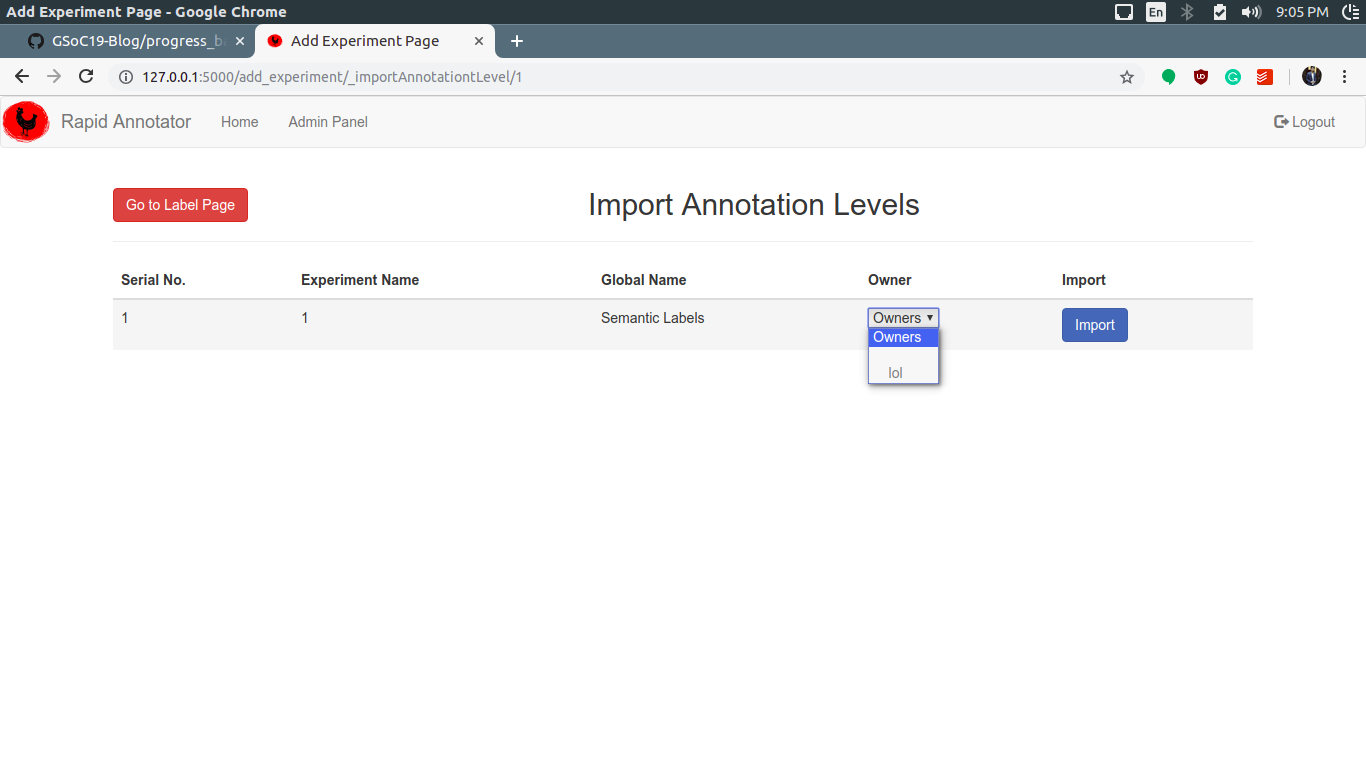 Add Experiment Page - Google Chrome
En
9:05 PM
GSoC19-Blog/progress_b
Add Experiment Page
127.0.0.1:5000/add_experiment/_importAnnotationtLevel/1
Rapid Annotator Home Admin Panel Logout
Go to Label Page
Import Annotation Levels
Serial No. Experiment Name Global Name Owner Import
1 1 Semantic Labels Owners Import
Owners
lol